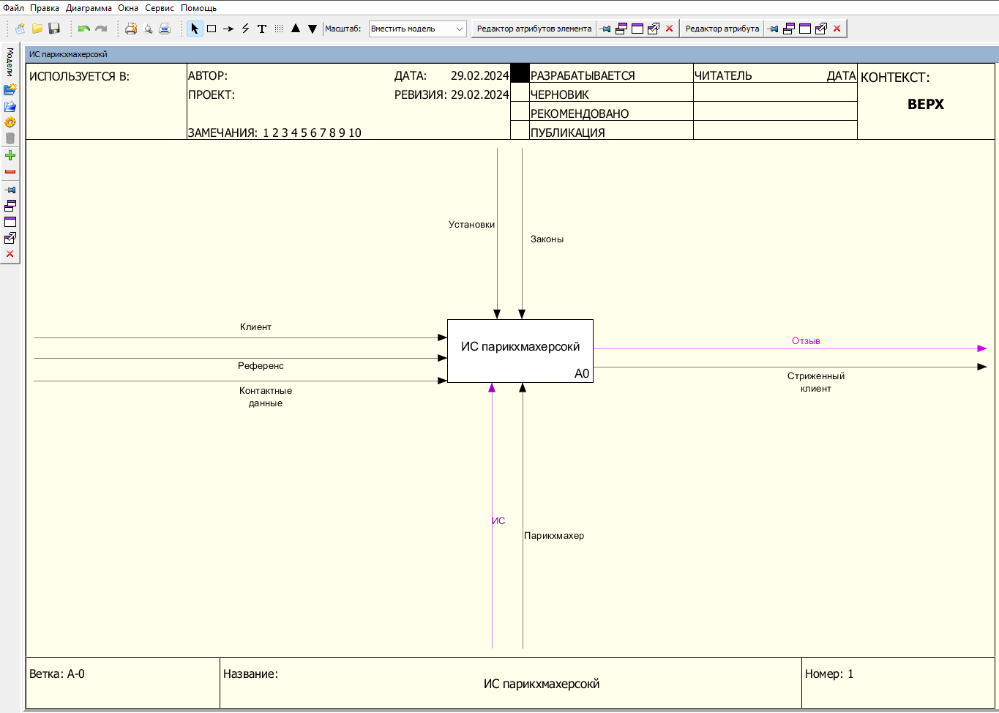 Файл Правка Диаграмма Окна Сервис Помощь
Масштаб: Вместить модель Редактор атрибутов элемента Редактор атрибута
Модели
ИС парикхмахерсокй
ИСПОЛЬЗУЕТСЯ В: АВТОР: ДАТА: 29.02.2024 РАЗРАБАТЫВАЕТСЯ ЧИТАТЕЛЬ ДАТА КОНТЕКСТ:
ПРОЕКТ: РЕВИЗИЯ: 29.02.2024 ЧЕРНОВИК
ВЕРХ
РЕКОМЕНДОВАНО
ЗАМЕЧАНИЯ: 1 2 3 4 5 6 7 8 9 10 ПУБЛИКАЦИЯ
Установки
Законы
Клиент
Референс
Контактные
данные
ИС парикхмахерсокй
A0
Отзыв
Стриженный
клиент
ИС
Парикхмахер
Ветка: A-0
Название:
ИС парикхмахерсокй
Номер: 1